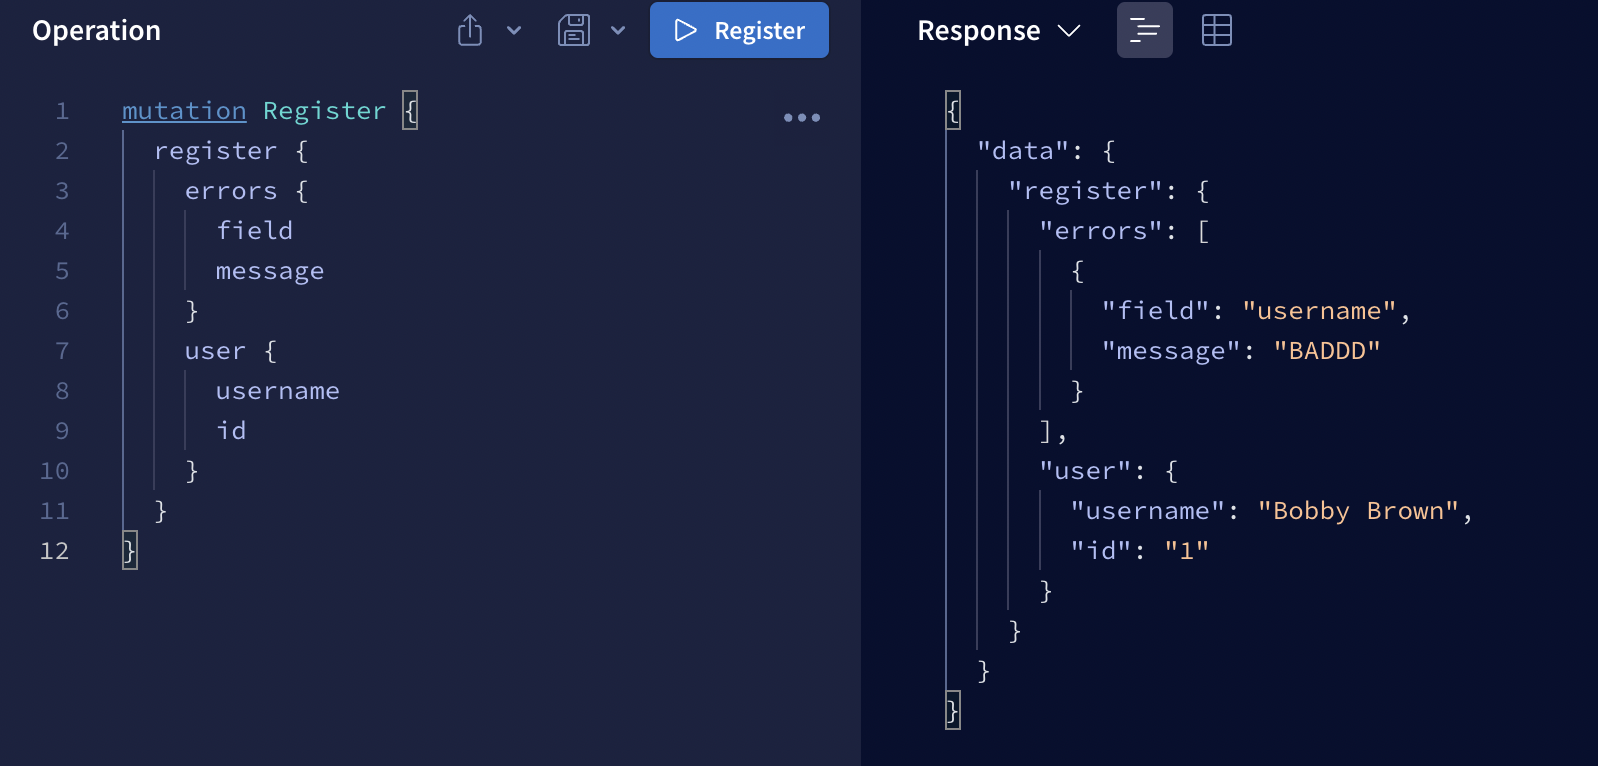 Operation
Register
1 mutation Register {
2   register {
3     errors {
4       field
5       message
6     }
7     user {
8       username
9       id
10     }
11   }
12 }
Response
{
  "data": {
    "register": {
      "errors": [
        {
          "field": "username",
          "message": "BADDD"
        }
      ],
      "user": {
        "username": "Bobby Brown",
        "id": "1"
      }
    }
  }
}